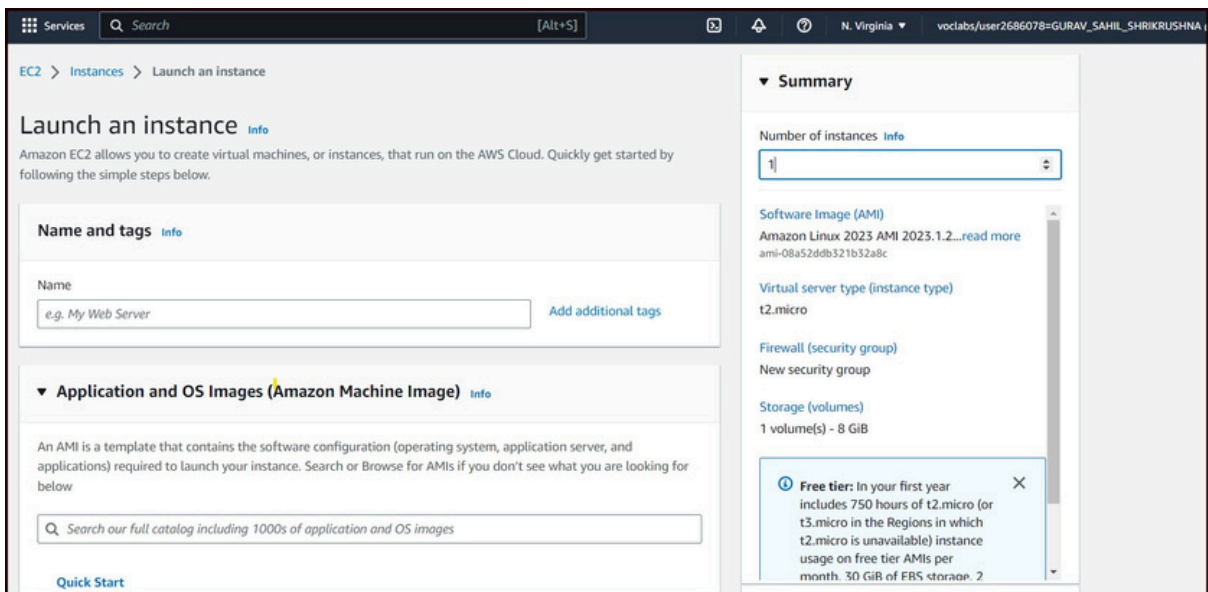 Services Search [Alt+S] N. Virginia ▼ voclabs/user2686078=GURAV_SAHIL_SHRIKRUSHNA
EC2 > Instances > Launch an instance
Launch an instance Info
Amazon EC2 allows you to create virtual machines, or instances, that run on the AWS Cloud. Quickly get started by
following the simple steps below.
Name and tags Info
Name
e.g. My Web Server
Add additional tags
▼ Application and OS Images (Amazon Machine Image) Info
An AMI is a template that contains the software configuration (operating system, application server, and
applications) required to launch your instance. Search or Browse for AMIs if you don't see what you are looking for
below
Search our full catalog including 1000s of application and OS images
Quick Start
▼ Summary
Number of instances Info
1
Software Image (AMI)
Amazon Linux 2023 AMI 2023.1.2...read more
ami-08a52ddb321b32a8c
Virtual server type (instance type)
t2.micro
Firewall (security group)
New security group
Storage (volumes)
1 volume(s) - 8 GiB
Free tier: In your first year
includes 750 hours of t2.micro (or
t3.micro in the Regions in which
t2.micro is unavailable) instance
usage on free tier AMIs per
month, 30 GiB of EBS storage, 2